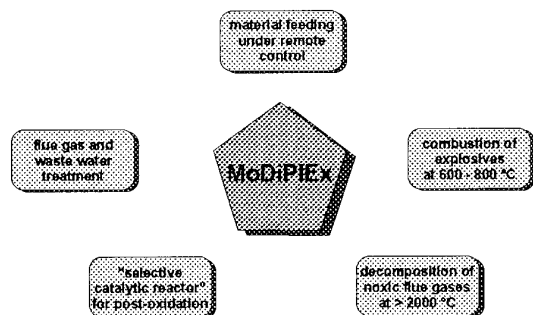 material feeding
under remote
control
flue gas and
waste water
treatment
MoDiPlEx
combustion of
explosives
at 600 - 800 °C
"selective
catalytic reactor"
for post-oxidation
decomposition of
noxic flue gases
at > 2000 °C